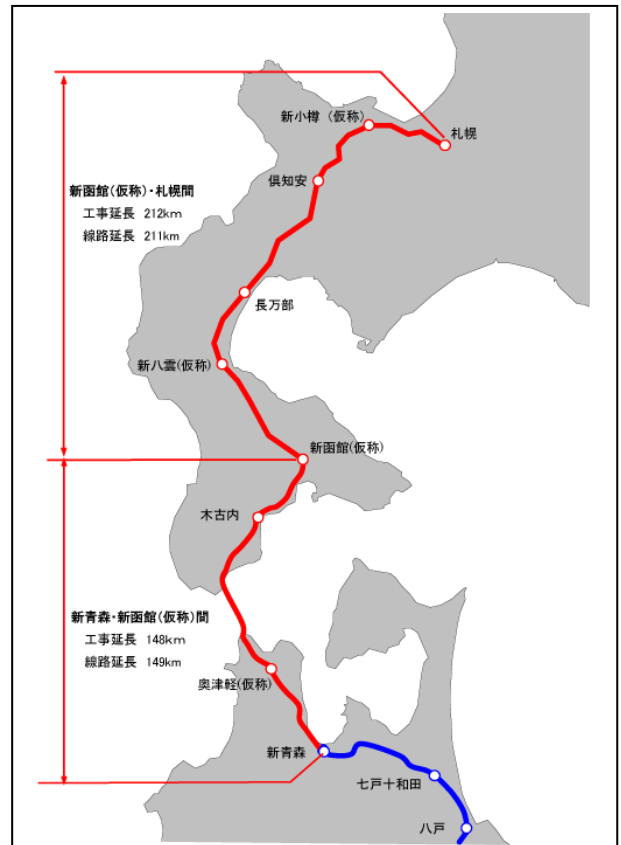 新小樽 (仮称)
札幌
倶知安
新函館(仮称)・札幌間
工事延長 212km
線路延長 211km
長万部
新八雲(仮称)
新函館(仮称)
木古内
新青森・新函館(仮称)間
工事延長 148km
線路延長 149km
奥津軽(仮称)
新青森
七戸十和田
八戸